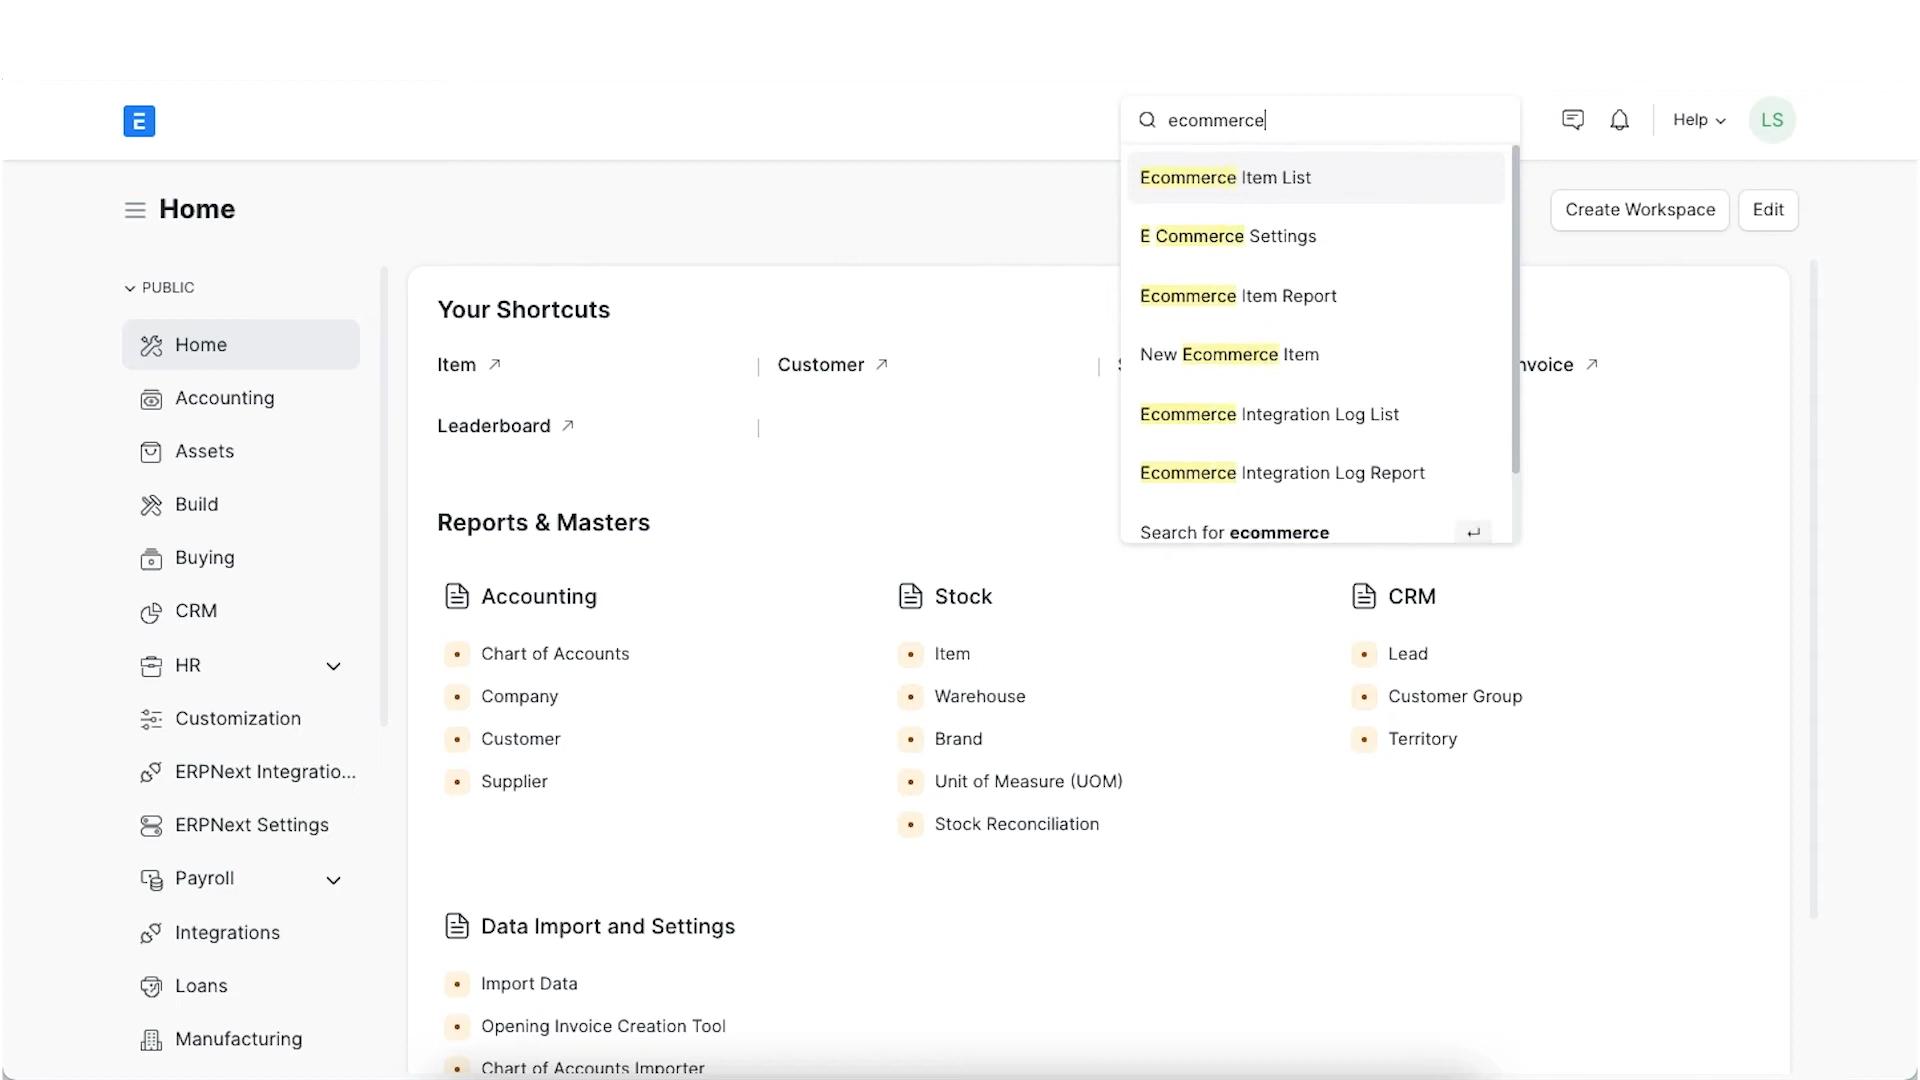 E
ecommerce
Help
LS
Ecommerce Item List
E Commerce Settings
Ecommerce Item Report
New Ecommerce Item
Ecommerce Integration Log List
Ecommerce Integration Log Report
Search for ecommerce
Home
Create Workspace
Edit
PUBLIC
Home
Accounting
Assets
Build
Buying
CRM
HR
Customization
ERPNext Integratio...
ERPNext Settings
Payroll
Integrations
Loans
Manufacturing
Your Shortcuts
Item
Customer
nvoice
Leaderboard
Reports & Masters
Accounting
Chart of Accounts
Company
Customer
Supplier
Stock
Item
Warehouse
Brand
Unit of Measure (UOM)
Stock Reconciliation
CRM
Lead
Customer Group
Territory
Data Import and Settings
Import Data
Opening Invoice Creation Tool
Chart of Accounts Importer